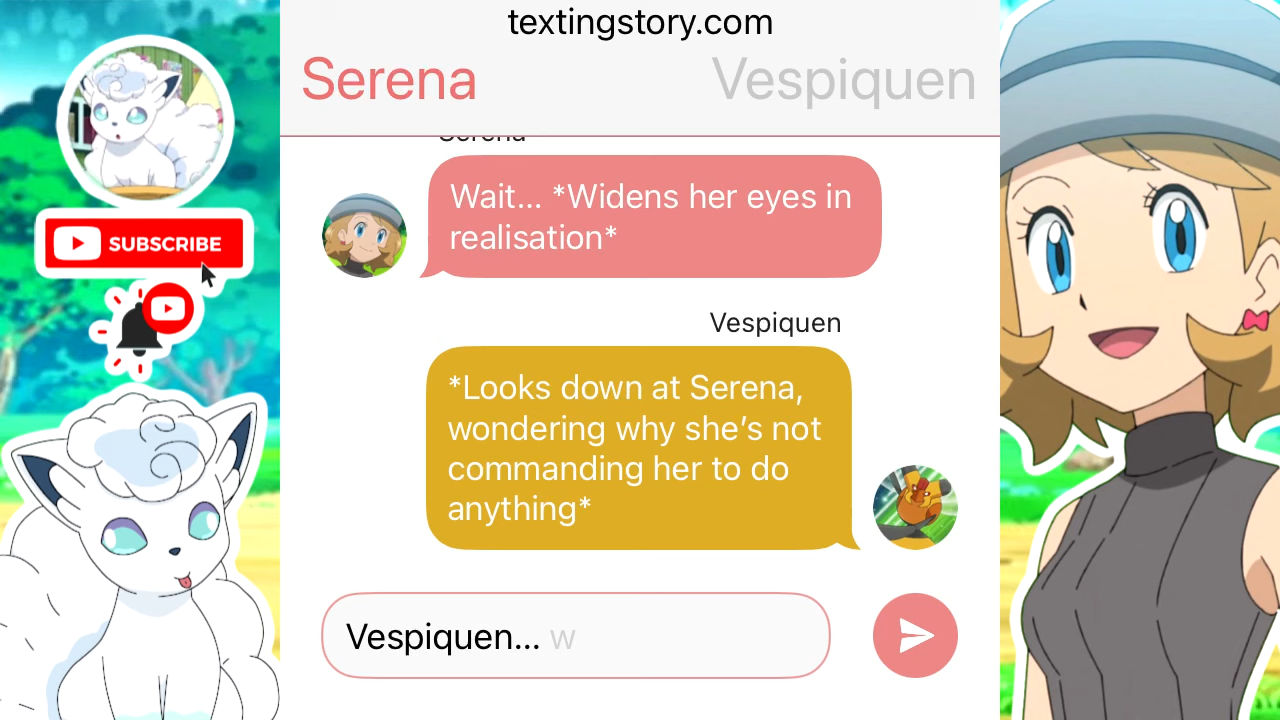 textingstory.com
Serena
Vespiquen
Serena
Wait... *Widens her eyes in
realisation*
SUBSCRIBE
Vespiquen
*Looks down at Serena,
wondering why she’s not
commanding her to do
anything*
Vespiquen... w